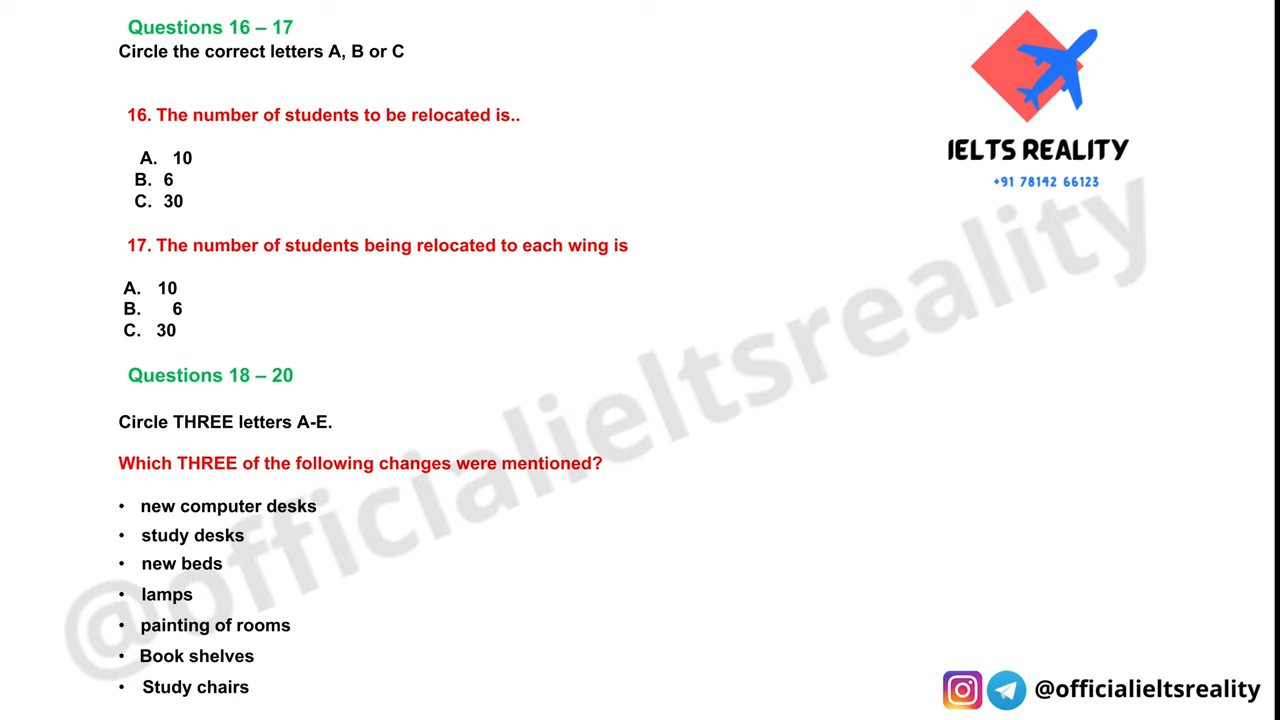 Questions 16 – 17
Circle the correct letters A, B or C
16. The number of students to be relocated is..
A. 10
B. 6
C. 30
17. The number of students being relocated to each wing is
A. 10
B. 6
C. 30
Questions 18 – 20
Circle THREE letters A-E.
Which THREE of the following changes were mentioned?
• new computer desks
• study desks
• new beds
• lamps
• painting of rooms
• Book shelves
• Study chairs
IELTS REALITY
+91 78142 66123
@officialieltsreality
@officialieltsreality